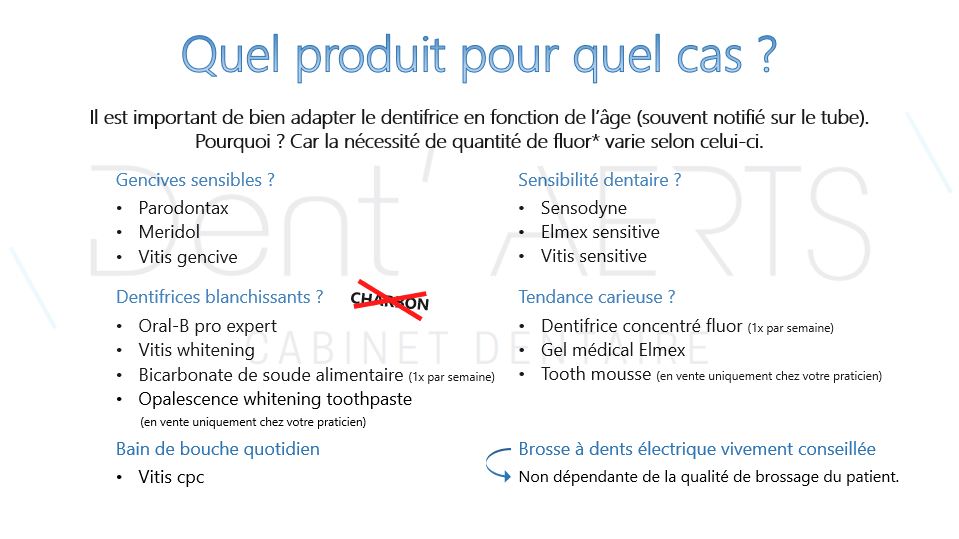 Quel produit pour quel cas ?
Il est important de bien adapter le dentifrice en fonction de l'âge (souvent notifié sur le tube).
Pourquoi ? Car la nécessité de quantité de fluor* varie selon celui-ci.
Dent'AERTS
CABINET DENTAIRE
Gencives sensibles ?
• Parodontax
• Meridol
• Vitis gencive
Sensibilité dentaire ?
• Sensodyne
• Elmex sensitive
• Vitis sensitive
Dentifrices blanchissants ?
CHARBON
• Oral-B pro expert
• Vitis whitening
• Bicarbonate de soude alimentaire (1x par semaine)
• Opalescence whitening toothpaste
(en vente uniquement chez votre praticien)
Tendance carieuse ?
• Dentifrice concentré fluor (1x par semaine)
• Gel médical Elmex
• Tooth mousse (en vente uniquement chez votre praticien)
Bain de bouche quotidien
• Vitis cpc
Brosse à dents électrique vivement conseillée
Non dépendante de la qualité de brossage du patient.